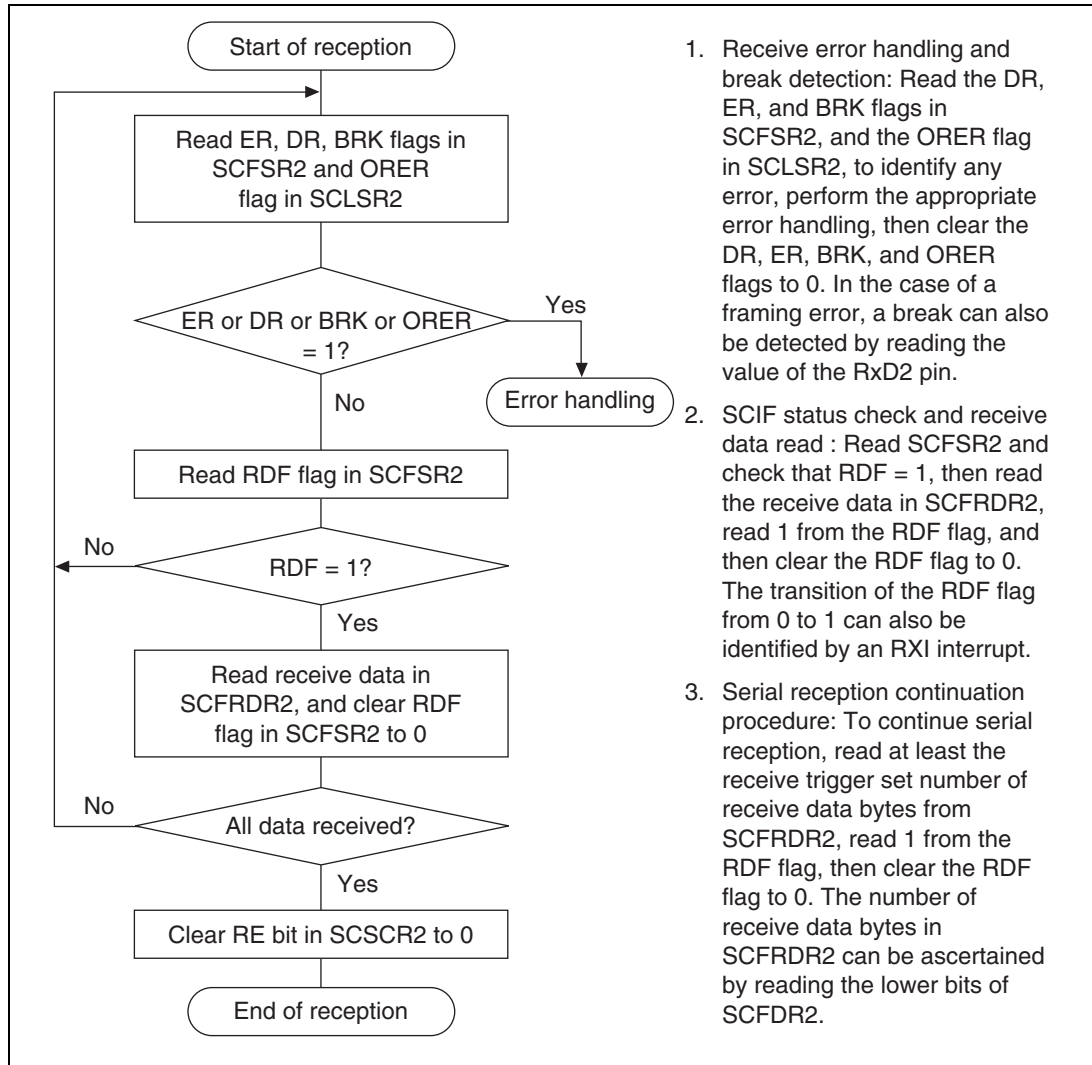 Start of reception
Read ER, DR, BRK flags in
SCFSR2 and ORER
flag in SCLSR2
ER or DR or BRK or ORER
= 1?
Yes
Error handling
No
Read RDF flag in SCFSR2
No
RDF = 1?
Yes
Read receive data in
SCFRDR2, and clear RDF
flag in SCFSR2 to 0
No
All data received?
Yes
Clear RE bit in SCSCR2 to 0
End of reception
1. Receive error handling and
break detection: Read the DR,
ER, and BRK flags in
SCFSR2, and the ORER flag
in SCLSR2, to identify any
error, perform the appropriate
error handling, then clear the
DR, ER, BRK, and ORER
flags to 0. In the case of a
framing error, a break can also
be detected by reading the
value of the RxD2 pin.
2. SCIF status check and receive
data read : Read SCFSR2 and
check that RDF = 1, then read
the receive data in SCFRDR2,
read 1 from the RDF flag, and
then clear the RDF flag to 0.
The transition of the RDF flag
from 0 to 1 can also be
identified by an RXI interrupt.
3. Serial reception continuation
procedure: To continue serial
reception, read at least the
receive trigger set number of
receive data bytes from
SCFRDR2, read 1 from the
RDF flag, then clear the RDF
flag to 0. The number of
receive data bytes in
SCFRDR2 can be ascertained
by reading the lower bits of
SCFDR2.